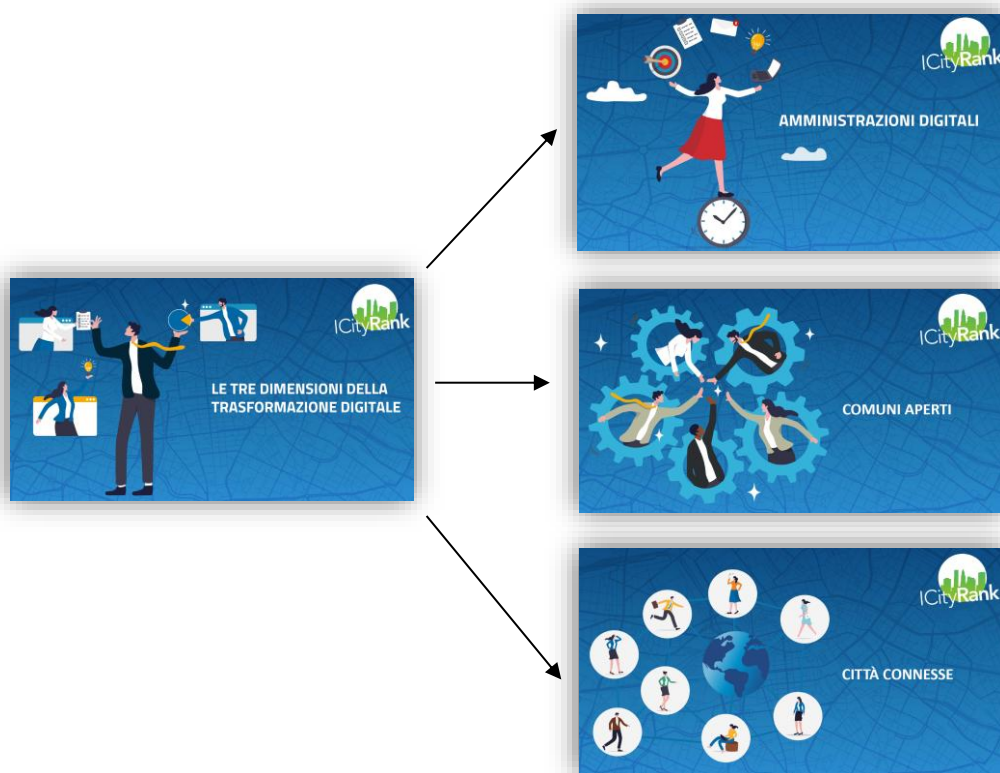 ICityRank
AMMINISTRAZIONI DIGITALI
ICityRank
LE TRE DIMENSIONI DELLA
TRASFORMAZIONE DIGITALE
ICityRank
COMUNI APERTI
ICityRank
CITTÀ CONNESSE